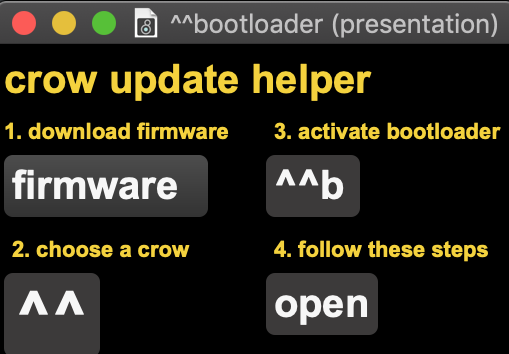 ^^bootloader (presentation)
crow update helper
1. download firmware
firmware
2. choose a crow
^^
3. activate bootloader
^^b
4. follow these steps
open